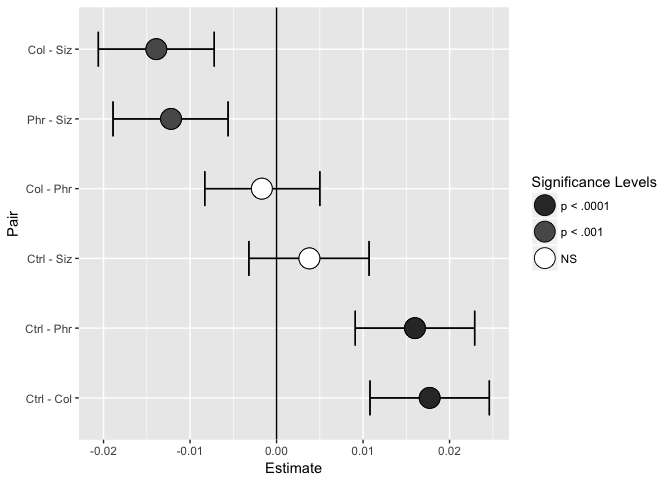 Col - Siz
Phr - Siz
Col - Phr
Ctrl - Siz
Ctrl - Phr
Ctrl - Col
Pair
-0.02 -0.01 0.00 0.01 0.02
Estimate
Significance Levels
p < .0001
p < .001
NS